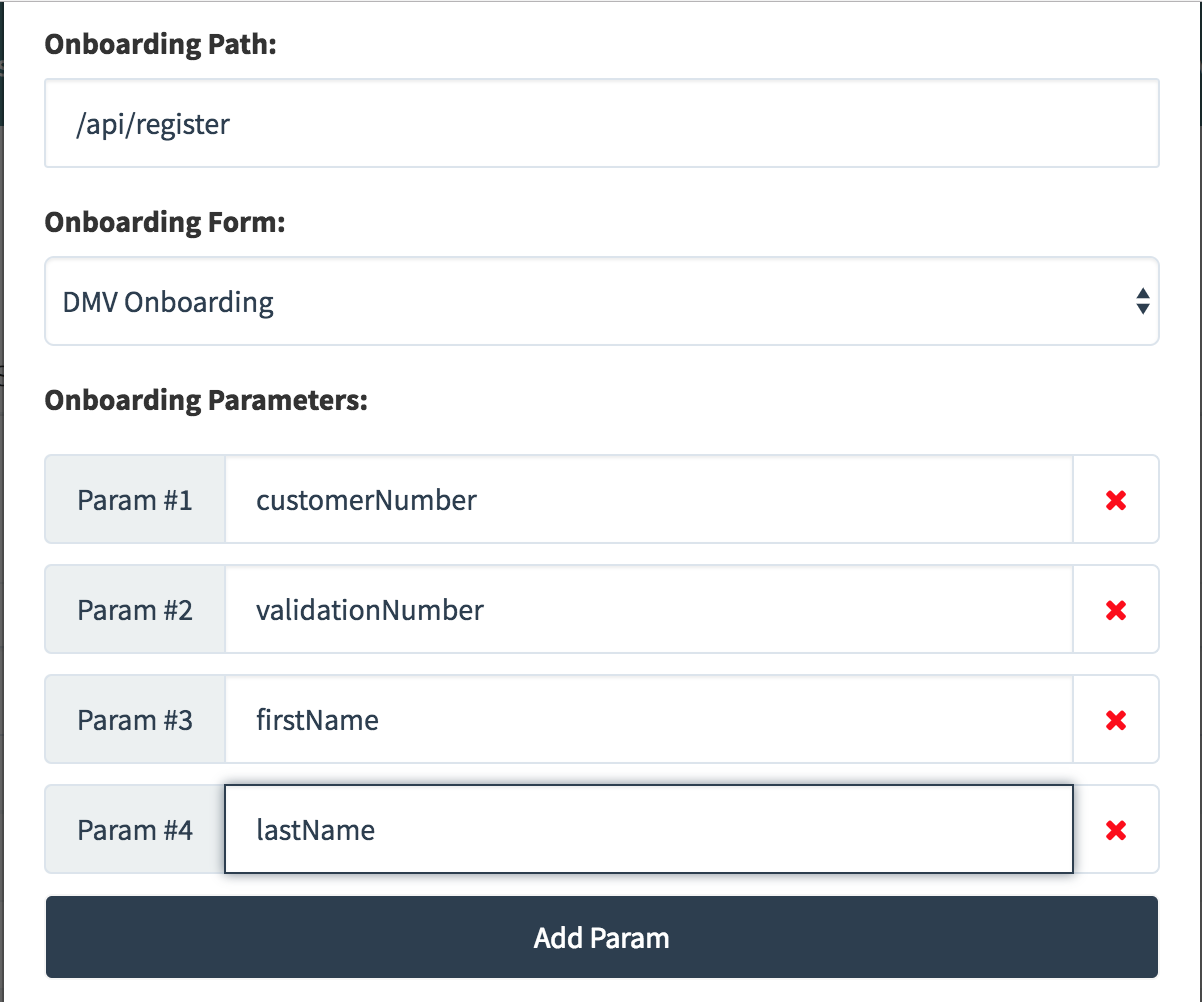 Onboarding Path:
/api/register
Onboarding Form:
DMV Onboarding
Onboarding Parameters:
Param #1 customerNumber
Param #2 validationNumber
Param #3 firstName
Param #4 lastName
Add Param